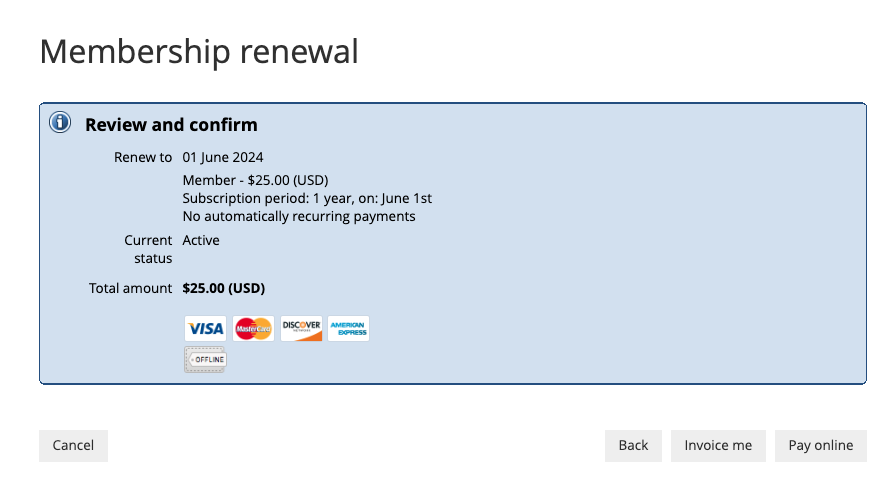 Membership renewal
Review and confirm
Renew to 01 June 2024
Member - $25.00 (USD)
Subscription period: 1 year, on: June 1st
No automatically recurring payments
Current Active
status
Total amount $25.00 (USD)
VISA MasterCard DISCOVER AMERICAN EXPRESS
OFFLINE
Cancel Back Invoice me Pay online